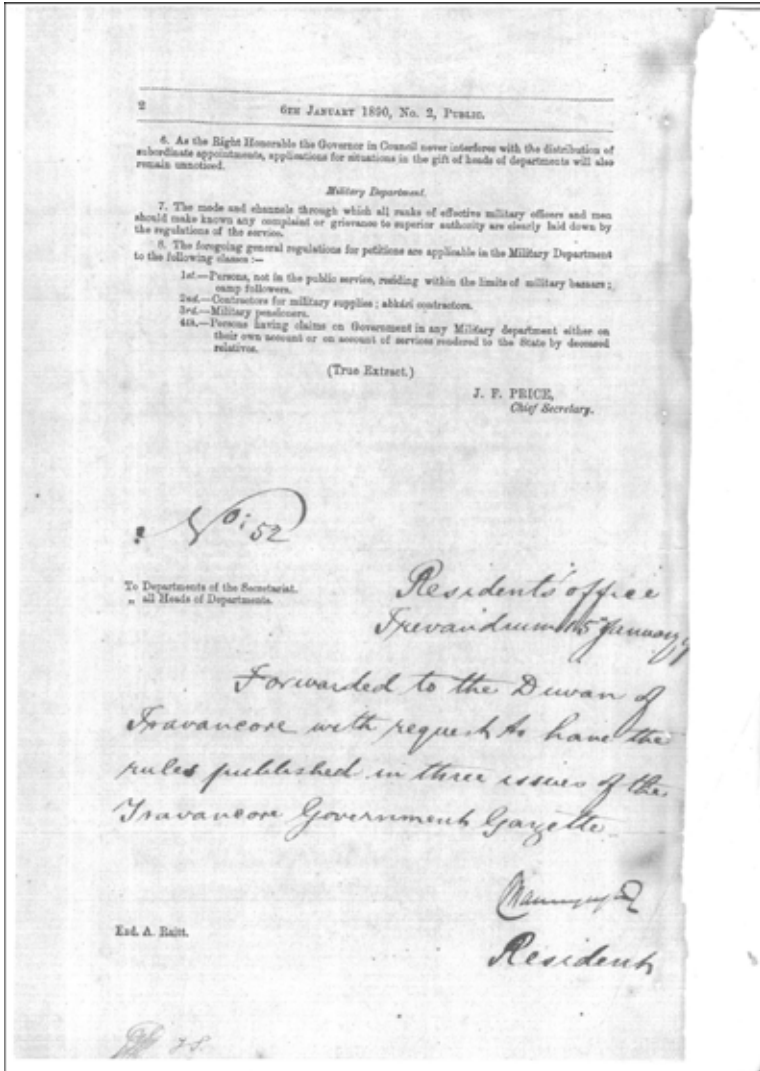 2
6TH JANUARY 1890, No. 2, PUBLIC.
6. As the Right Honorable the Governor in Council never interferes with the distribution of
subordinate appointments, applications for situations in the gift of heads of departments will also
remain unnoticed.
Military Department.
7. The mode and channels through which all ranks of effective military officers and men
should make known any complaint or grievance to superior authority are clearly laid down by
the regulations of the service.
8. The foregoing general regulations for petitions are applicable in the Military Department
to the following classes :—
1st.—Persons, not in the public service, residing within the limits of military bazaars ;
camp followers.
2nd.—Contractors for military supplies ; abkári contractors.
3rd.—Military pensioners.
4th.—Persons having claims on Government in any Military department either on
their own account or on account of services rendered to the State by deceased
relatives.
(True Extract.)
J. F. PRICE,
Chief Secretary.
No: 52
To Departments of the Secretariat.
„ all Heads of Departments.
Residents' office
Trevandrum 15 January
Forwarded to the Dewan of
Travancore with request to have the
rules published in three issues of the
Travancore Government Gazette
Resident
Exd. A. Raitt.